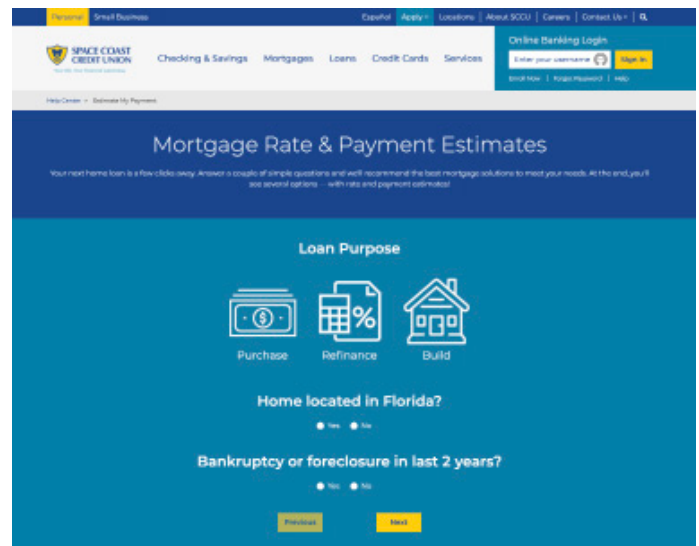 Personal Small Business Español Apply Locations About SCCU Careers Contact Us
SPACE COAST
CREDIT UNION
Checking & Savings Mortgages Loans Credit Cards Services
Online Banking Login
Enter your username Sign In
Enroll Now Forgot Password Help
Help Center > Estimate My Payment
Mortgage Rate & Payment Estimates
Your next home loan is a few clicks away. Answer a couple of simple questions and we'll recommend the best mortgage solutions to meet your needs. At the end, you'll
see several options — with rate and payment estimates!
Loan Purpose
Purchase Refinance Build
Home located in Florida?
Yes No
Bankruptcy or foreclosure in last 2 years?
Yes No
Previous Next